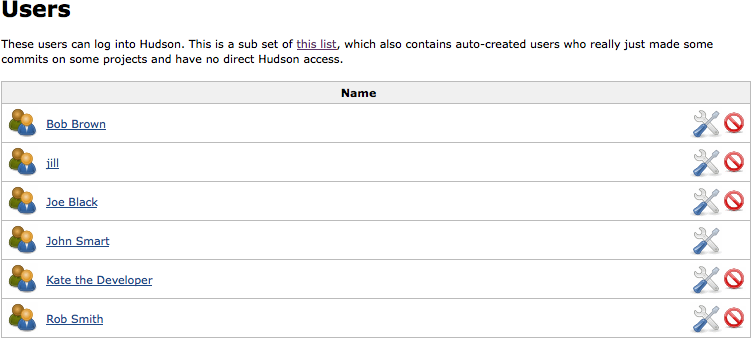 Users
These users can log into Hudson. This is a sub set of this list, which also contains auto-created users who really just made some
commits on some projects and have no direct Hudson access.
Name
Bob Brown
jill
Joe Black
John Smart
Kate the Developer
Rob Smith